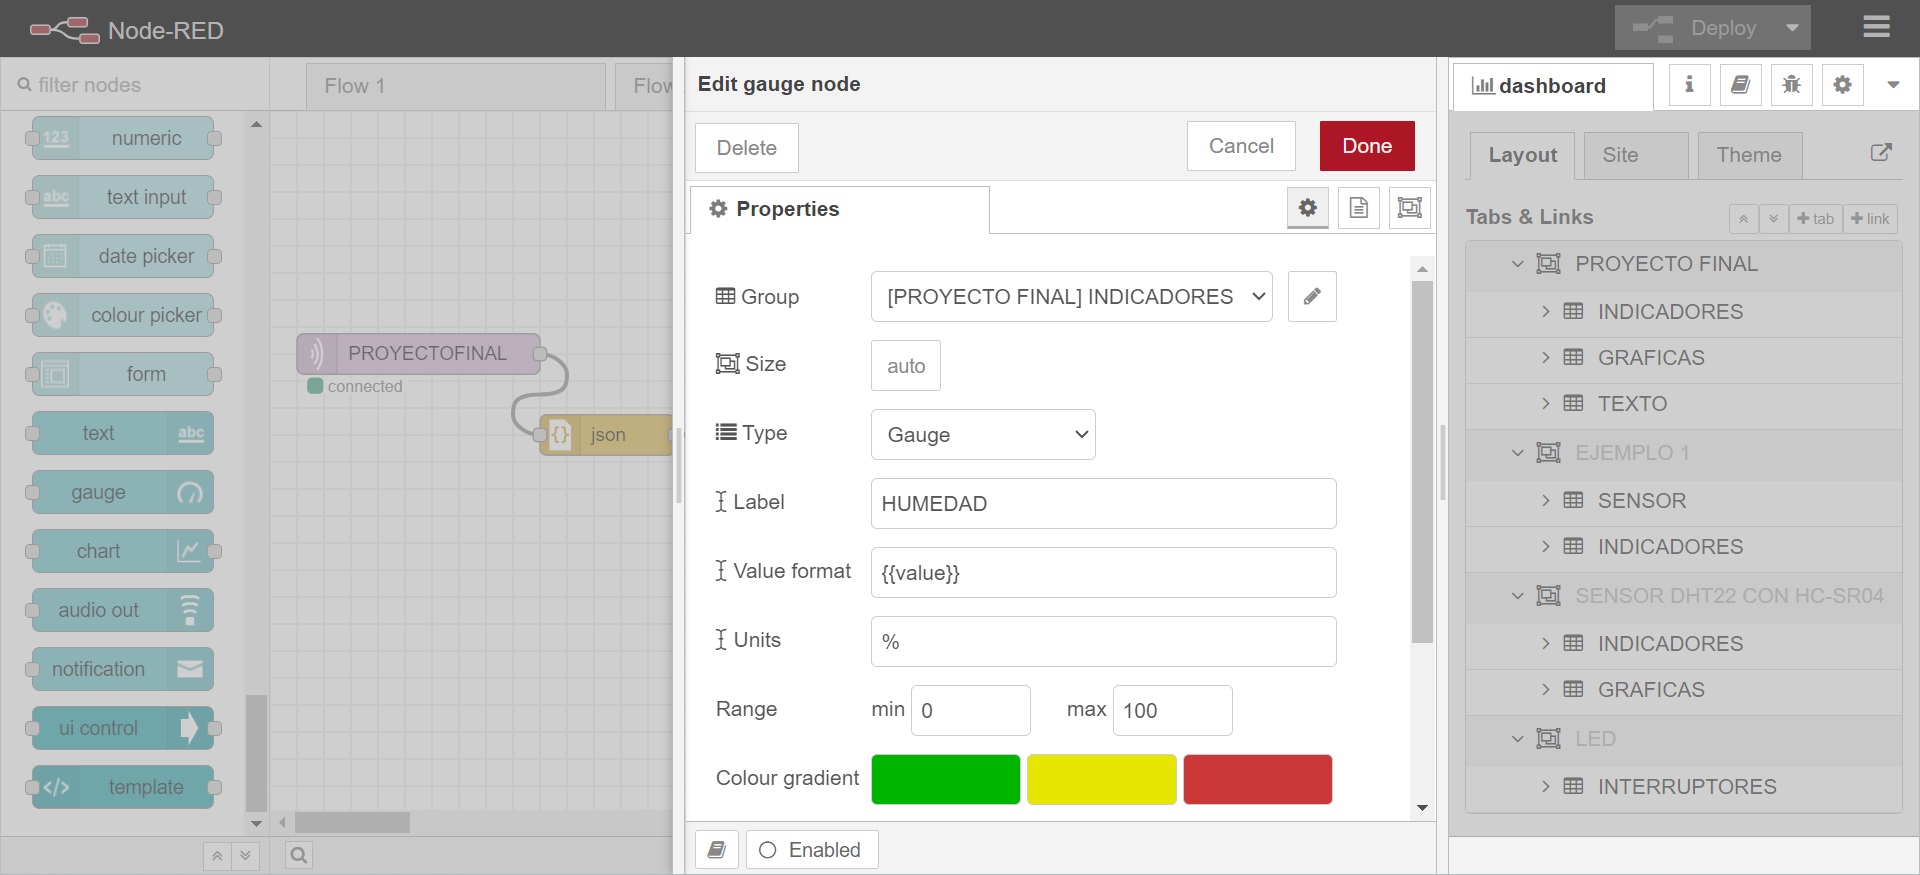 Node-RED
Deploy
filter nodes
numeric
123
text input
abc
date picker
colour picker
form
text
abc
gauge
chart
audio out
notification
ui control
template
</>
Flow 1
Flow
PROYECTOFINAL
connected
{} json
Edit gauge node
Delete
Cancel
Done
Properties
Group
[PROYECTO FINAL] INDICADORES
Size
auto
Type
Gauge
Label
HUMEDAD
Value format
{{value}}
Units
%
Range
min 0
max 100
Colour gradient
Enabled
dashboard
i
Layout
Site
Theme
Tabs & Links
+ tab
+ link
PROYECTO FINAL
INDICADORES
GRAFICAS
TEXTO
EJEMPLO 1
SENSOR
INDICADORES
SENSOR DHT22 CON HC-SR04
INDICADORES
GRAFICAS
LED
INTERRUPTORES